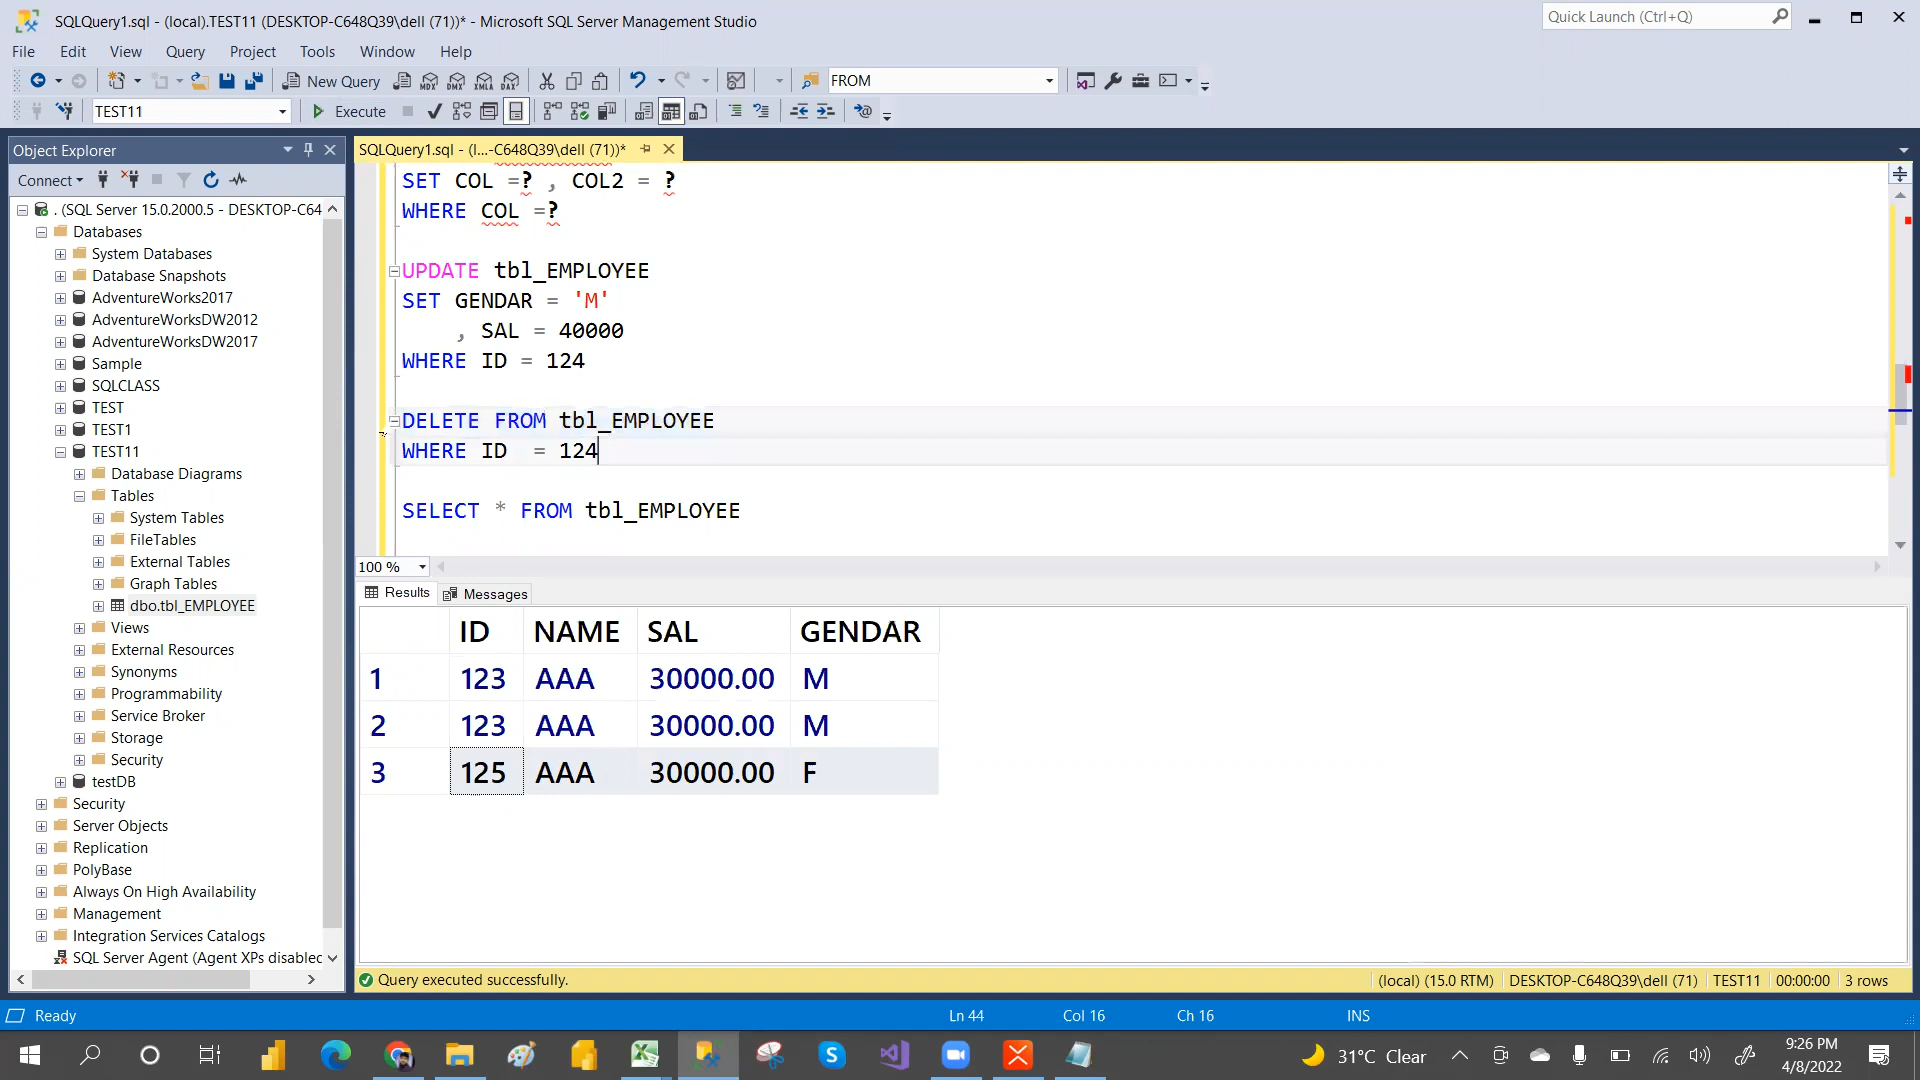 SQLQuery1.sql - (local).TEST11 (DESKTOP-C648Q39\dell (71))* - Microsoft SQL Server Management Studio
Quick Launch (Ctrl+Q)
File Edit View Query Project Tools Window Help
New Query MDX DMX XMLA DAX FROM
TEST11 Execute
Object Explorer
Connect
. (SQL Server 15.0.2000.5 - DESKTOP-C64
Databases
System Databases
Database Snapshots
AdventureWorks2017
AdventureWorksDW2012
AdventureWorksDW2017
Sample
SQLCLASS
TEST
TEST1
TEST11
Database Diagrams
Tables
System Tables
FileTables
External Tables
Graph Tables
dbo.tbl_EMPLOYEE
Views
External Resources
Synonyms
Programmability
Service Broker
Storage
Security
testDB
Security
Server Objects
Replication
PolyBase
Always On High Availability
Management
Integration Services Catalogs
SQL Server Agent (Agent XPs disablec
SQLQuery1.sql - (l...-C648Q39\dell (71))*
SET COL =? , COL2 = ?
WHERE COL =?
UPDATE tbl_EMPLOYEE
SET GENDAR = 'M'
, SAL = 40000
WHERE ID = 124
DELETE FROM tbl_EMPLOYEE
WHERE ID  = 124
SELECT * FROM tbl_EMPLOYEE
100 %
Results Messages
ID NAME SAL GENDAR
1 123 AAA 30000.00 M
2 123 AAA 30000.00 M
3 125 AAA 30000.00 F
Query executed successfully.
(local) (15.0 RTM) DESKTOP-C648Q39\dell (71) TEST11 00:00:00 3 rows
Ready Ln 44 Col 16 Ch 16 INS
31°C Clear
9:26 PM
4/8/2022